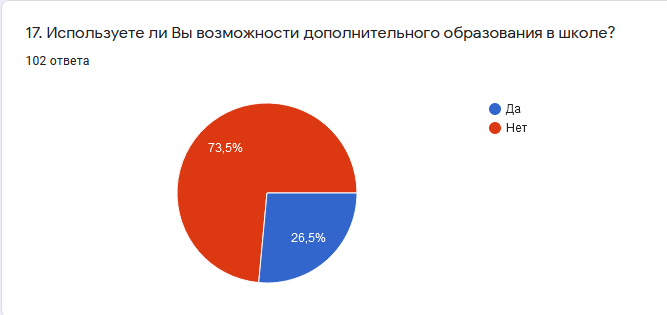 17. Используете ли Вы возможности дополнительного образования в школе?
102 ответа
Да
Нет
73,5%
26,5%